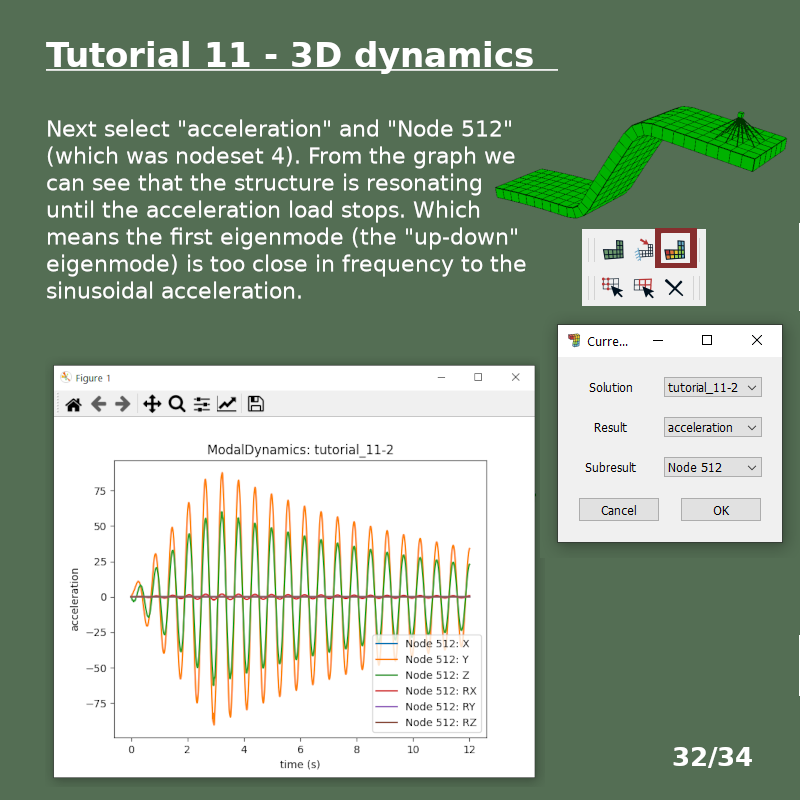 Tutorial 11 - 3D dynamics
Next select "acceleration" and "Node 512"
(which was nodeset 4). From the graph we
can see that the structure is resonating
until the acceleration load stops. Which
means the first eigenmode (the "up-down"
eigenmode) is too close in frequency to the
sinusoidal acceleration.
Curre...
Solution
tutorial_11-2
Result
acceleration
Subresult
Node 512
Cancel
OK
Figure 1
ModalDynamics: tutorial_11-2
acceleration
75
50
25
0
−25
−50
−75
Node 512: X
Node 512: Y
Node 512: Z
Node 512: RX
Node 512: RY
Node 512: RZ
0 2 4 6 8 10 12
time (s)
32/34